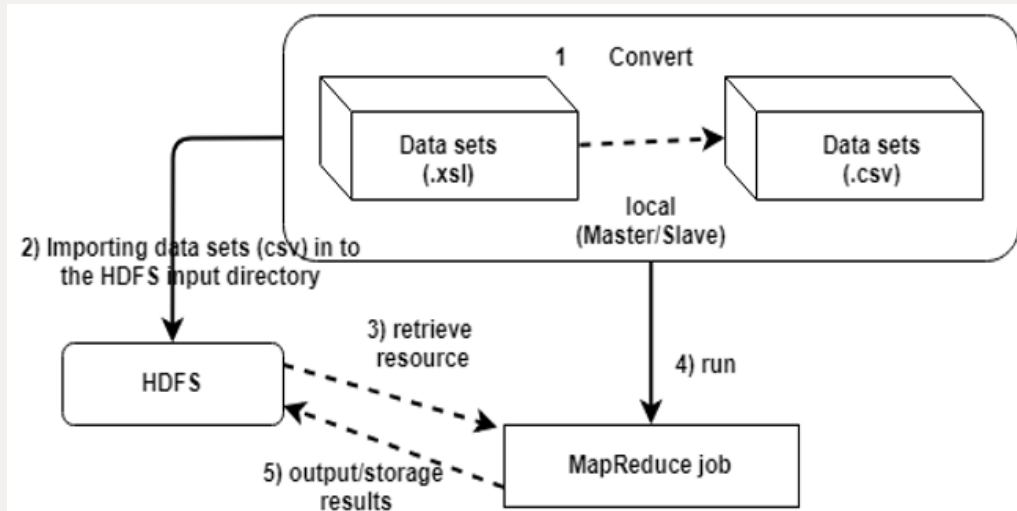 1 Convert
Data sets
(.xsl)
Data sets
(.csv)
local
(Master/Slave)
2) Importing data sets (csv) in to
the HDFS input directory
3) retrieve
resource
HDFS
4) run
MapReduce job
5) output/storage
results